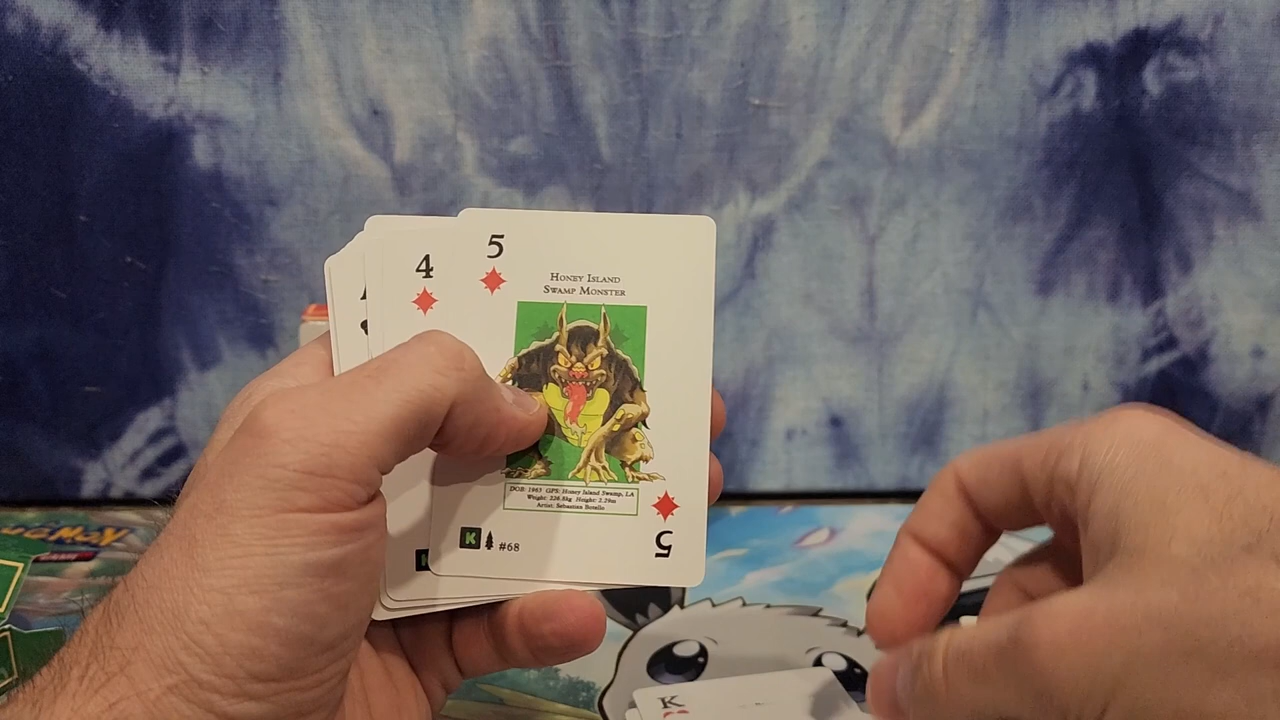 5
HONEY ISLAND
SWAMP MONSTER
DOB: 1963 GPS: Honey Island Swamp, LA
Weight: 226.8kg Height: 2.29m
Artist: Sebastian Botello
K #68
5
4
K